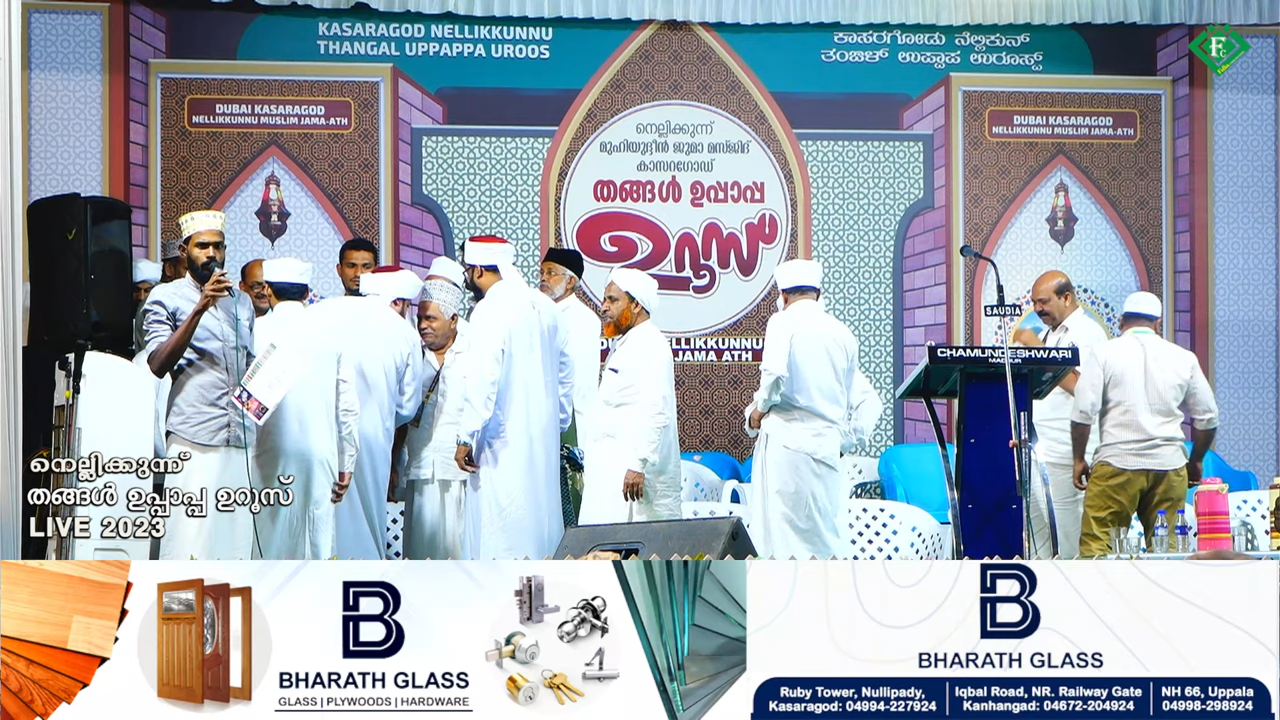 KASARAGOD NELLIKKUNNU
THANGAL UPPAPPA UROOS
ಕಾಸರಗೋಡು ನೆಲ್ಲಿಕುನ್
ತಂಙಳ್ ಉಪ್ಪಾಪ ಉರೂಸ್
DUBAI KASARAGOD
NELLIKKUNNU MUSLIM JAMA-ATH
നെല്ലിക്കുന്ന്
മുഹിയുദ്ദീൻ ജുമാ മസ്ജിദ്
കാസറഗോഡ്
തങ്ങൾ ഉപ്പാപ്പ
ഉറൂസ്
ELLIKKUNNU
JAMA ATH
DUBAI KASARAGOD
NELLIKKUNNU MUSLIM JAMA-ATH
SAUDIA
CHAMUNDESHWARI
MADHUR
നെല്ലിക്കുന്ന്
തങ്ങൾ ഉപ്പാപ്പ ഉറൂസ്
LIVE 2023
B
BHARATH GLASS
GLASS | PLYWOODS | HARDWARE
B
BHARATH GLASS
Ruby Tower, Nullipady,
Kasaragod: 04994-227924
Iqbal Road, NR. Railway Gate
Kanhangad: 04672-204924
NH 66, Uppala
04998-298924